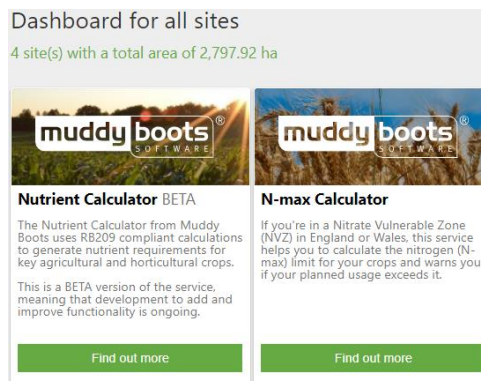 Dashboard for all sites
4 site(s) with a total area of 2,797.92 ha
muddy boots®
SOFTWARE
muddy boots®
SOFTWARE
Nutrient Calculator BETA
The Nutrient Calculator from Muddy
Boots uses RB209 compliant calculations
to generate nutrient requirements for
key agricultural and horticultural crops.
This is a BETA version of the service,
meaning that development to add and
improve functionality is ongoing.
Find out more
N-max Calculator
If you're in a Nitrate Vulnerable Zone
(NVZ) in England or Wales, this service
helps you to calculate the nitrogen (N-
max) limit for your crops and warns you
if your planned usage exceeds it.
Find out more